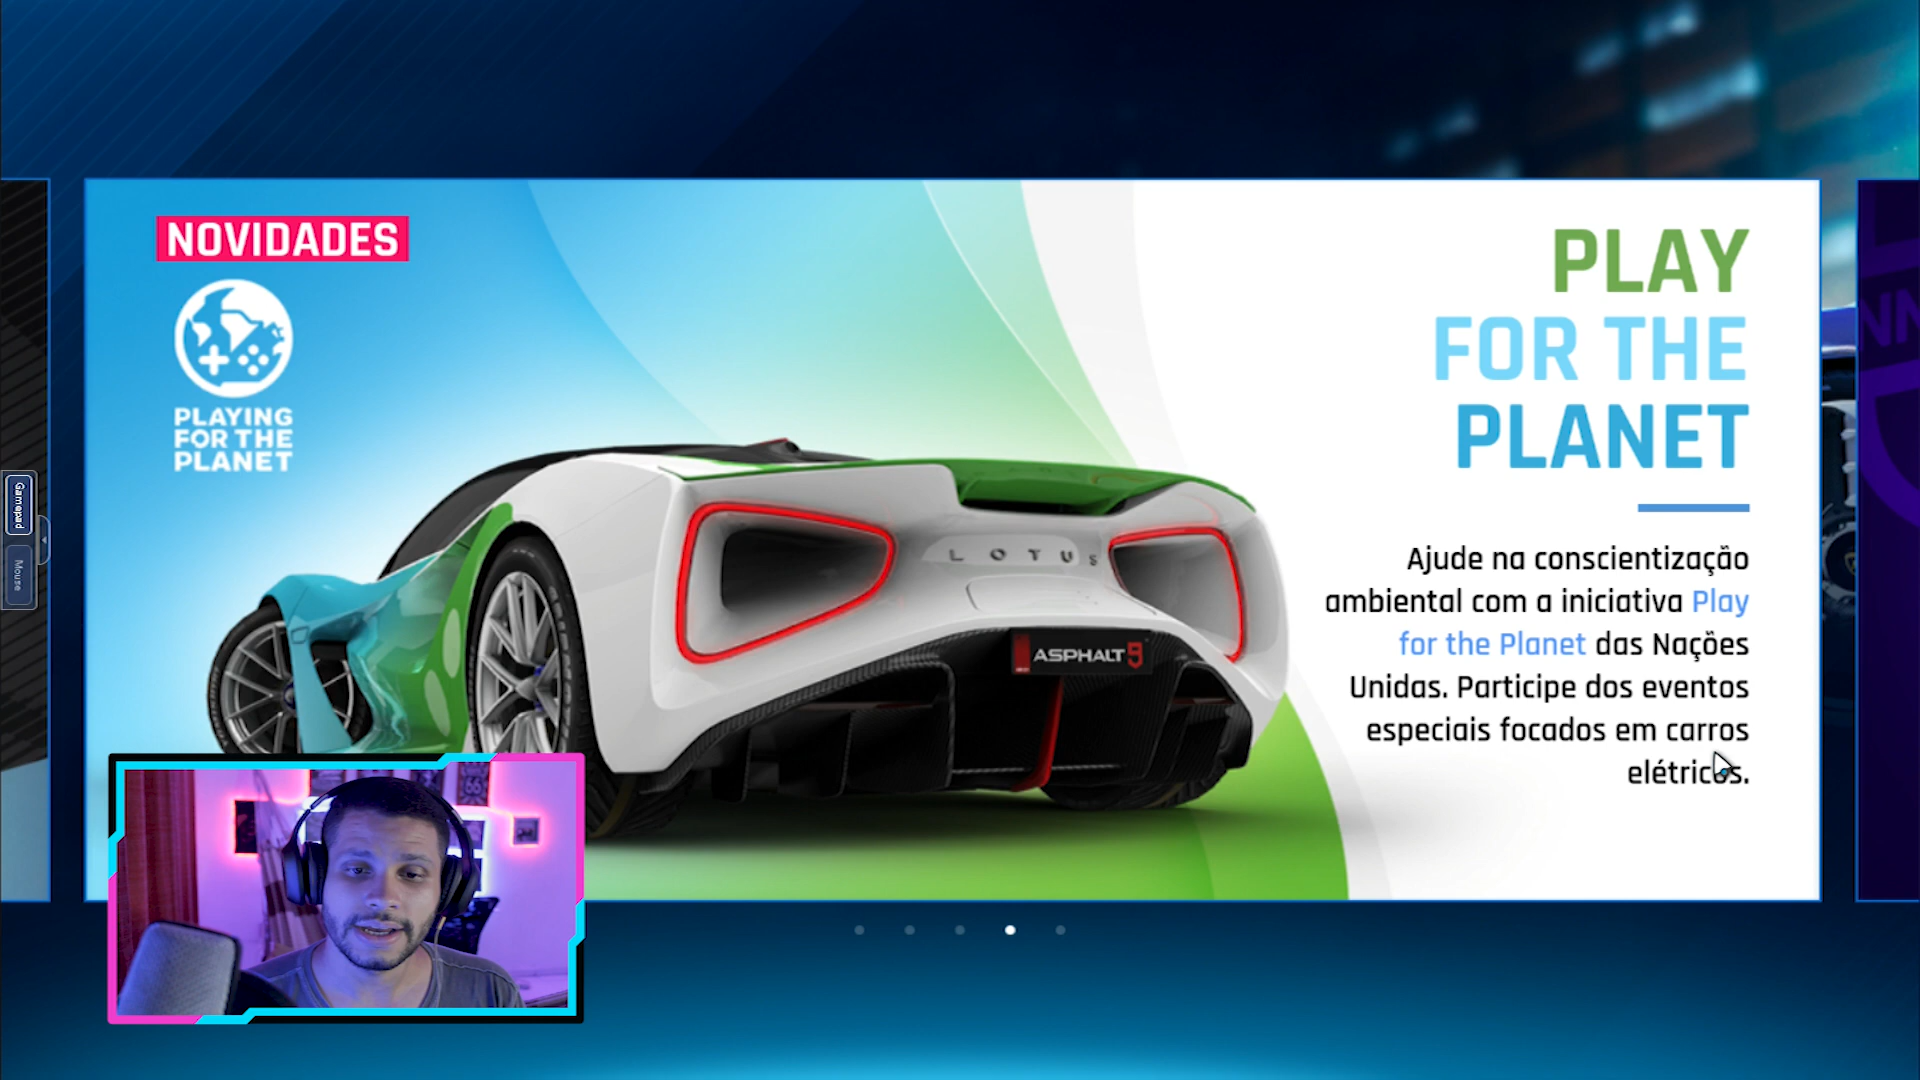 NOVIDADES
PLAYING
FOR THE
PLANET
PLAY
FOR THE
PLANET
Ajude na conscientização
ambiental com a iniciativa Play
for the Planet das Nações
Unidas. Participe dos eventos
especiais focados em carros
elétricos.
LOTUS
ASPHALT 9
Gamepad
Mouse
66